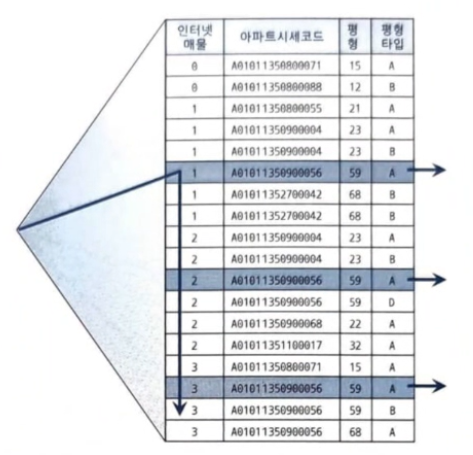 인터넷 매물 아파트시세코드 평형 평형타입
0 A01011350800071 15 A
0 A01011350800088 12 B
1 A01011350800055 21 A
1 A01011350900004 23 A
1 A01011350900004 23 B
1 A01011350900056 59 A
1 A01011352700042 68 B
1 A01011352700042 68 B
2 A01011350900004 23 A
2 A01011350900004 23 B
2 A01011350900056 59 A
2 A01011350900056 59 D
2 A01011350900068 22 A
2 A01011351100017 32 A
3 A01011350800071 15 A
3 A01011350900056 59 A
3 A01011350900056 59 B
3 A01011350900056 68 A